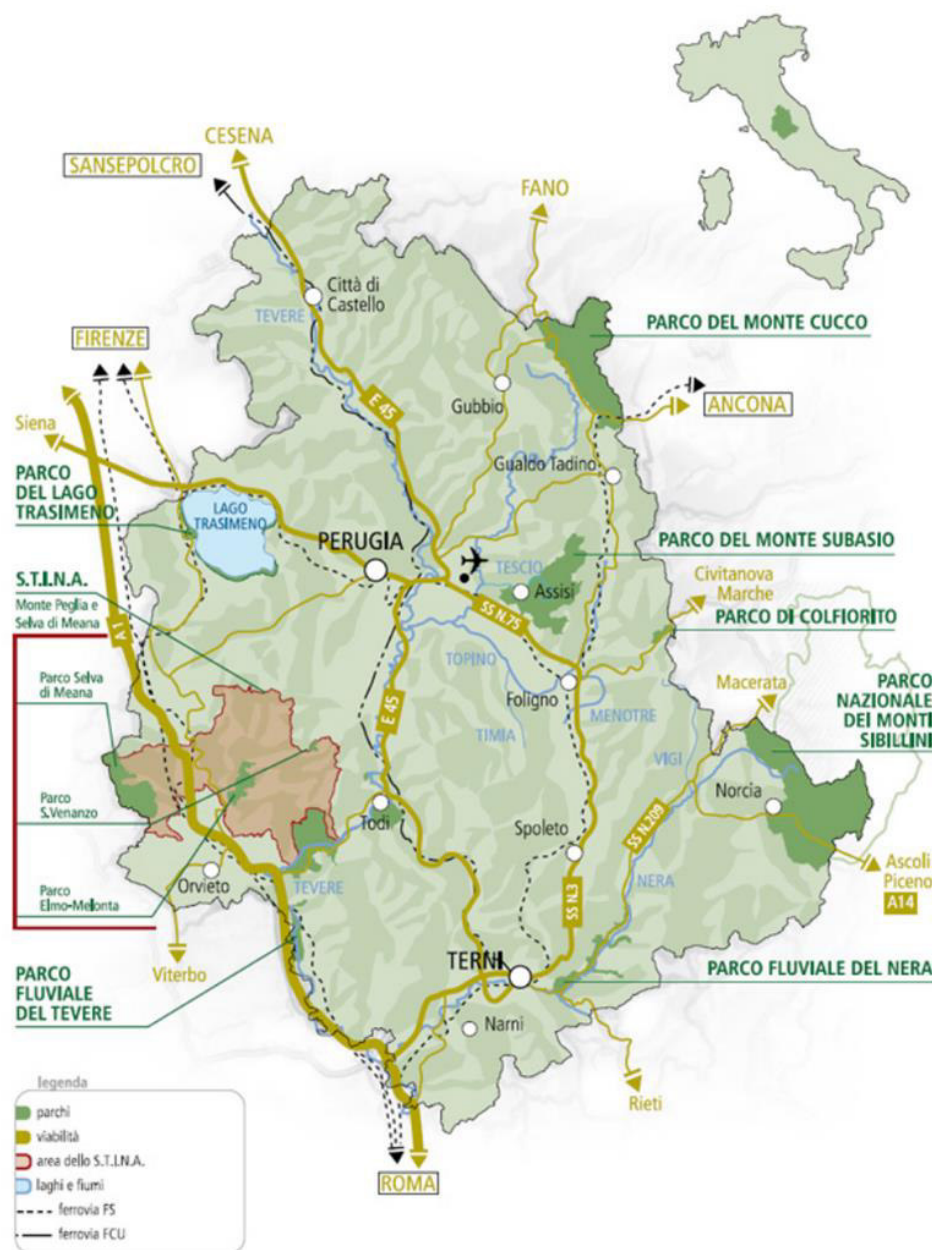 CESENA
SANSEPOLCRO
FANO
Città di
Castello
TEVERE
PARCO DEL MONTE CUCCO
FIRENZE
E 45
Gubbio
ANCONA
Siena
Gualdo Tadino
PARCO
DEL LAGO
TRASIMENO
LAGO
TRASIMENO
PERUGIA
PARCO DEL MONTE SUBASIO
TESCIO
S.T.I.N.A.
Monte Peglia e
Selva di Meana
Assisi
Civitanova
Marche
SS N.75
PARCO DI COLFIORITO
A1
TOPINO
Parco Selva
di Meana
Foligno
Macerata
PARCO
NAZIONALE
DEI MONTI
SIBILLINI
E 45
MENOTRE
TIMIA
VIGI
Parco
S.Venanzo
Norcia
Todi
Spoleto
SS N.209
Orvieto
TEVERE
NERA
Ascoli
Piceno
A14
Parco
Elmo-Melonta
SS N.3
Viterbo
TERNI
PARCO FLUVIALE DEL NERA
PARCO
FLUVIALE
DEL TEVERE
Narni
Rieti
legenda
parchi
viabilità
area dello S.T.I.N.A.
laghi e fiumi
ferrovia FS
ferrovia FCU
ROMA